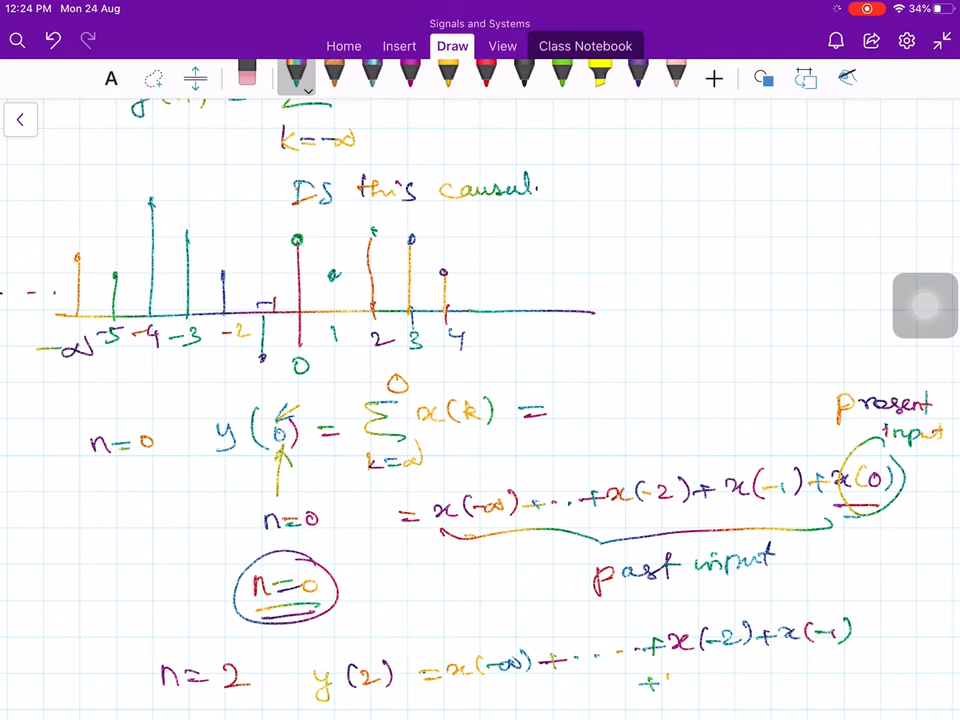 12:24 PM Mon 24 Aug
Signals and Systems
34%
Home Insert Draw View Class Notebook
A
k=-∞
IS this causal.
-∞ -5 -4 -3 -2 -1 0 1 2 3 4
n=0 y(0) = Σ x(k) =
0
k=∞
n=0
present input
= x(-∞)+...+x(-2)+x(-1)+x(0)
past input
n=0
n=2 y(2) =x(-∞)+......+x(-2)+x(-1)
+